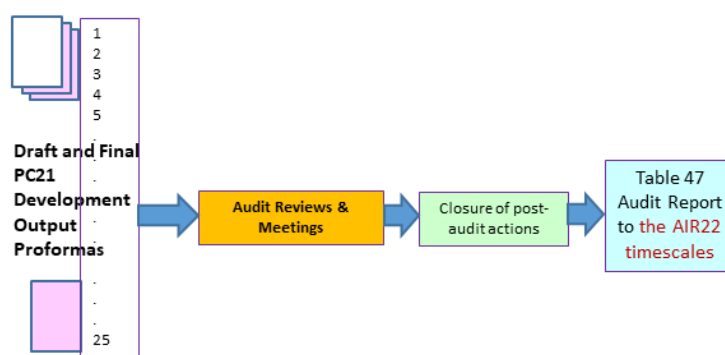 1
2
3
4
5
.
Draft and Final
.
PC21
.
Development
.
Output
.
Proformas
.
.
.
25
Audit Reviews &
Meetings
Closure of post-
audit actions
Table 47
Audit Report
to the AIR22
timescales